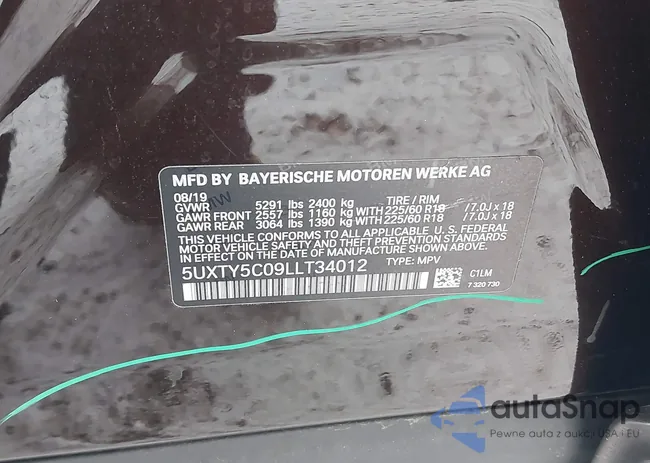 MFD BY BAYERISCHE MOTOREN WERKE AG
08/19
GVWR 5291 lbs 2400 kg TIRE / RIM
GAWR FRONT 2557 lbs 1160 kg WITH 225/60 R18 /7.0J x 18
GAWR REAR 3064 lbs 1390 kg WITH 225/60 R18 /7.0J x 18
THIS VEHICLE CONFORMS TO ALL APPLICABLE U. S. FEDERAL
MOTOR VEHICLE SAFETY AND THEFT PREVENTION STANDARDS
IN EFFECT ON THE DATE OF MANUFACTURE SHOWN ABOVE.
5UXTY5C09LLT34012 TYPE: MPV
C1LM
7 320 730
autaSnap
Pewne auta z aukcji USA i EU